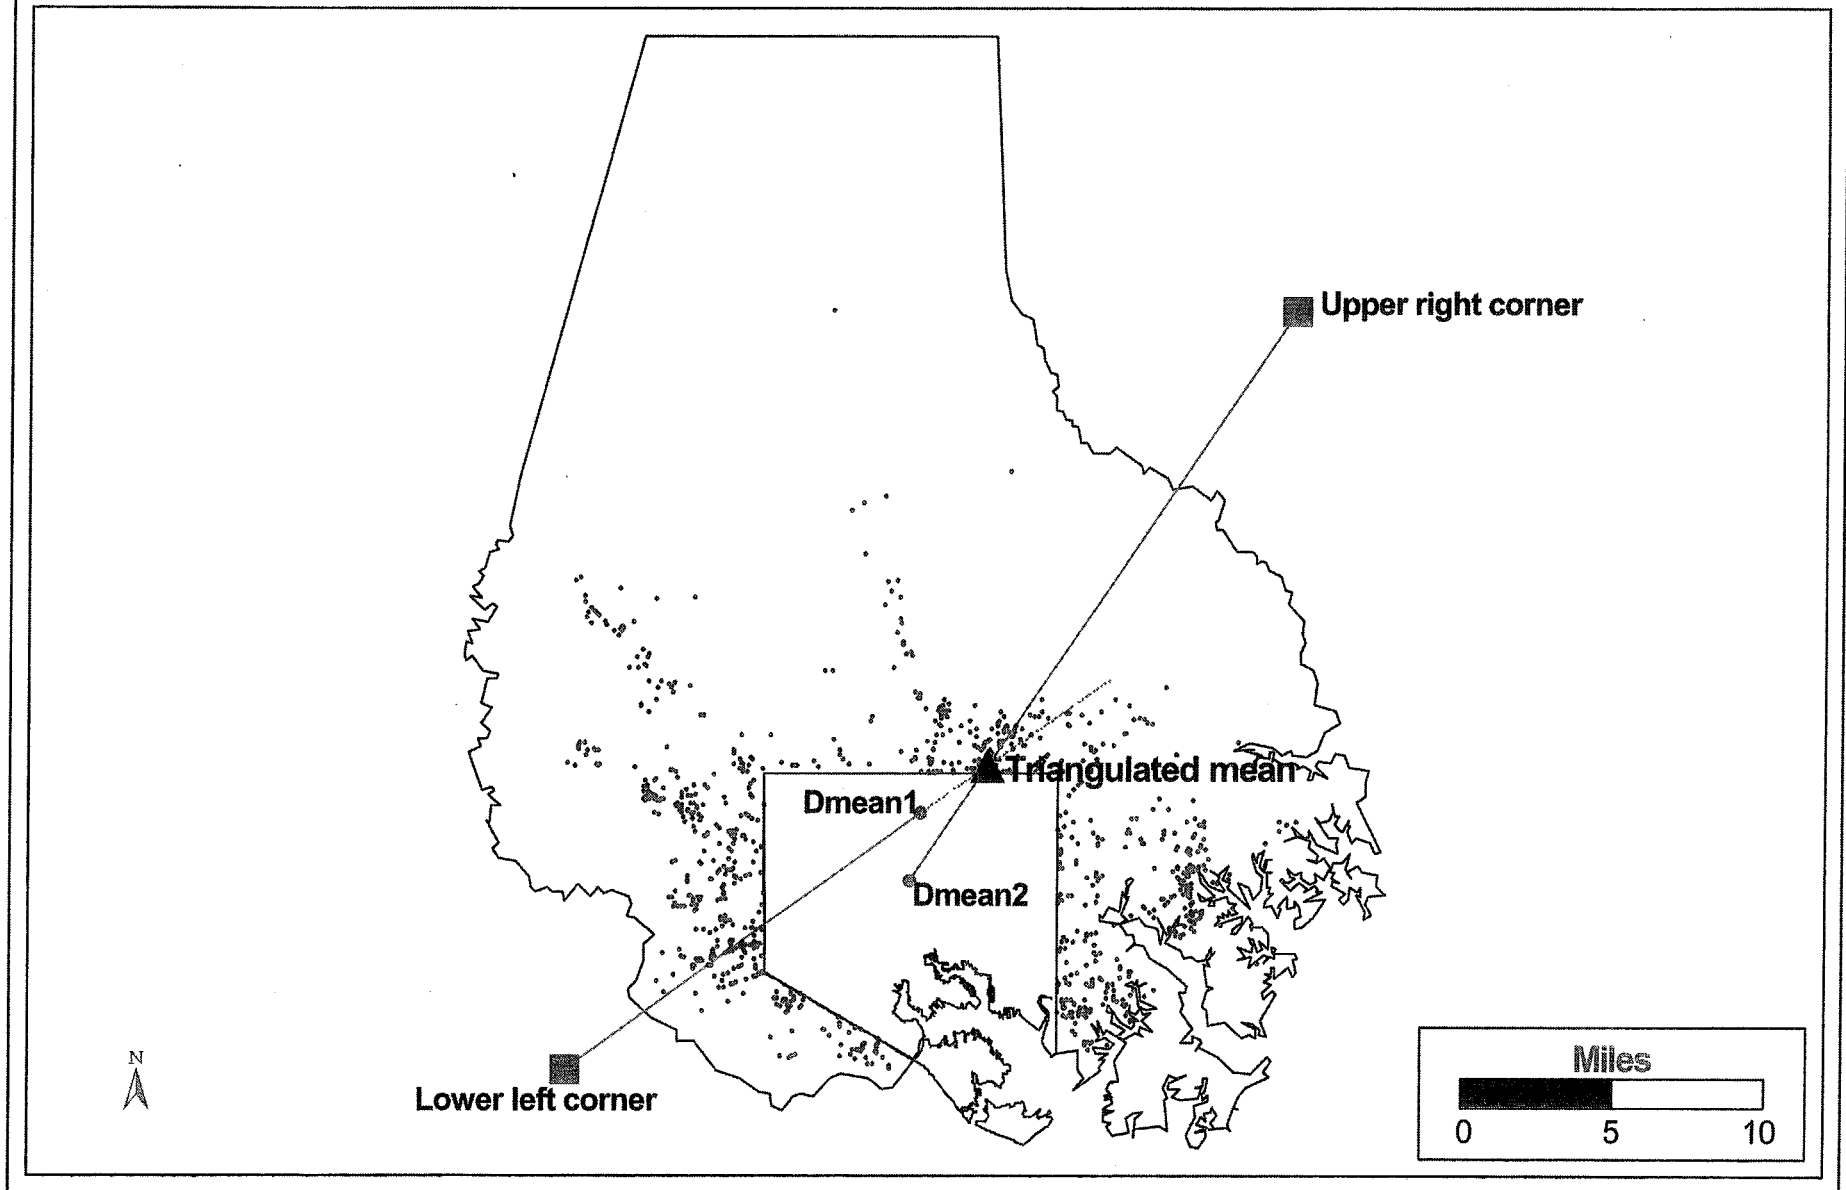 Upper right corner
Triangulated mean
Dmean1
Dmean2
N
Lower left corner
Miles
0 5 10